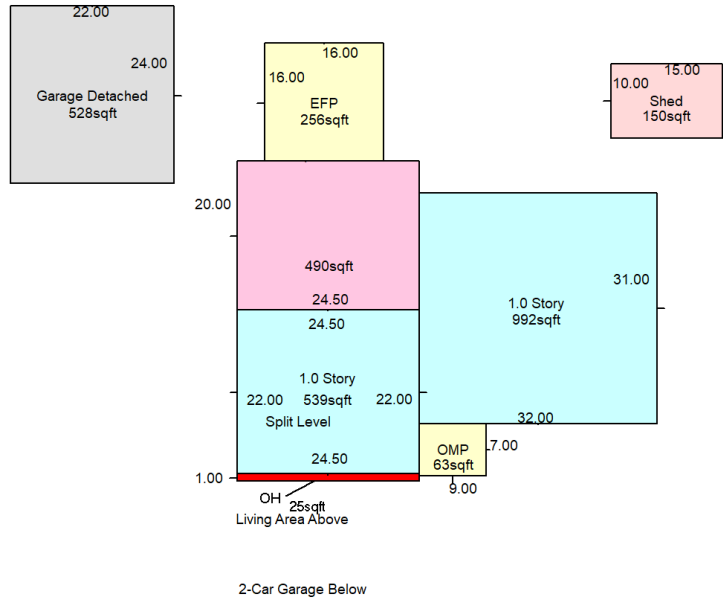 22.00
24.00
Garage Detached
528sqft
16.00
16.00
EFP
256sqft
15.00
10.00
Shed
150sqft
20.00
490sqft
24.50
31.00
1.0 Story
992sqft
32.00
24.50
1.0 Story
22.00 539sqft 22.00
Split Level
24.50
OMP
63sqft
7.00
9.00
1.00
OH
25sqft
Living Area Above
2-Car Garage Below